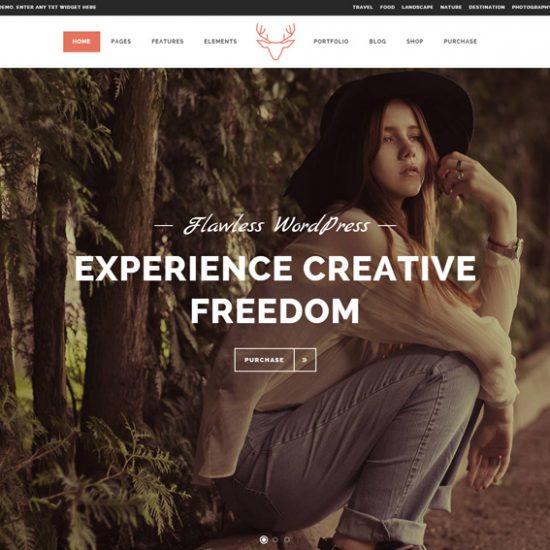 DEMO. ENTER ANY TXT WIDGET HERE
TRAVEL FOOD LANDSCAPE NATURE DESTINATION PHOTOGRAPHY
HOME PAGES FEATURES ELEMENTS PORTFOLIO BLOG SHOP PURCHASE
Flawless WordPress
EXPERIENCE CREATIVE
FREEDOM
PURCHASE »